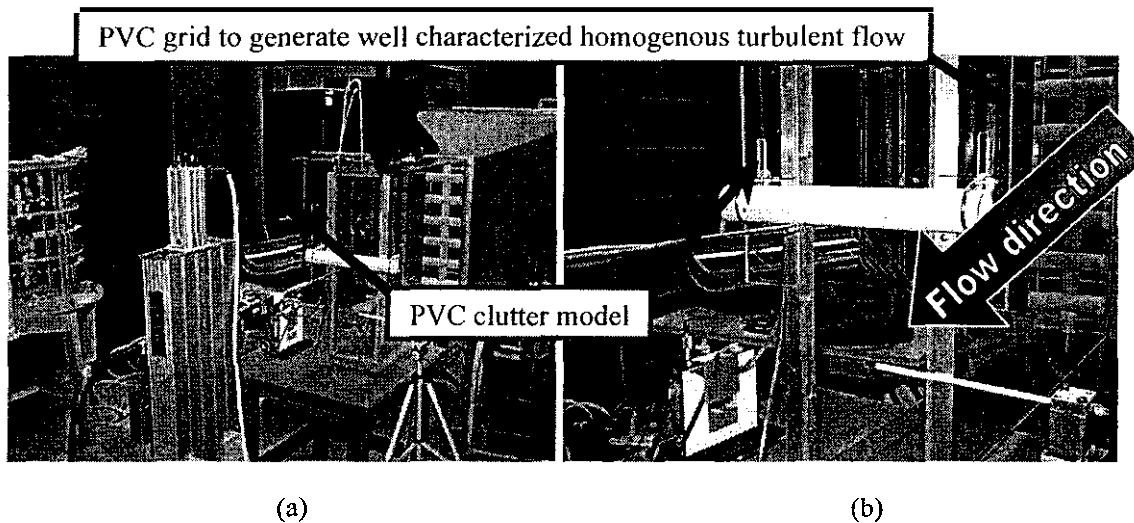 PVC grid to generate well characterized homogenous turbulent flow
Flow direction
PVC clutter model
(a)
(b)